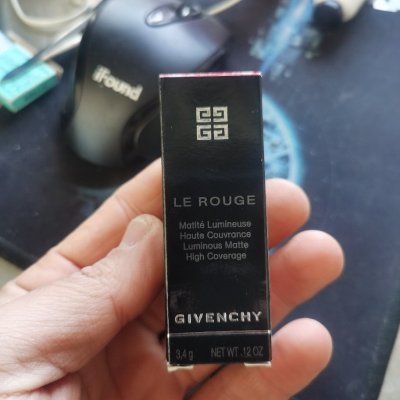 iFound
LE ROUGE
Matité Lumineuse
Haute Couvrance
Luminous Matte
High Coverage
GIVENCHY
3,4 g NET WT .12 OZ